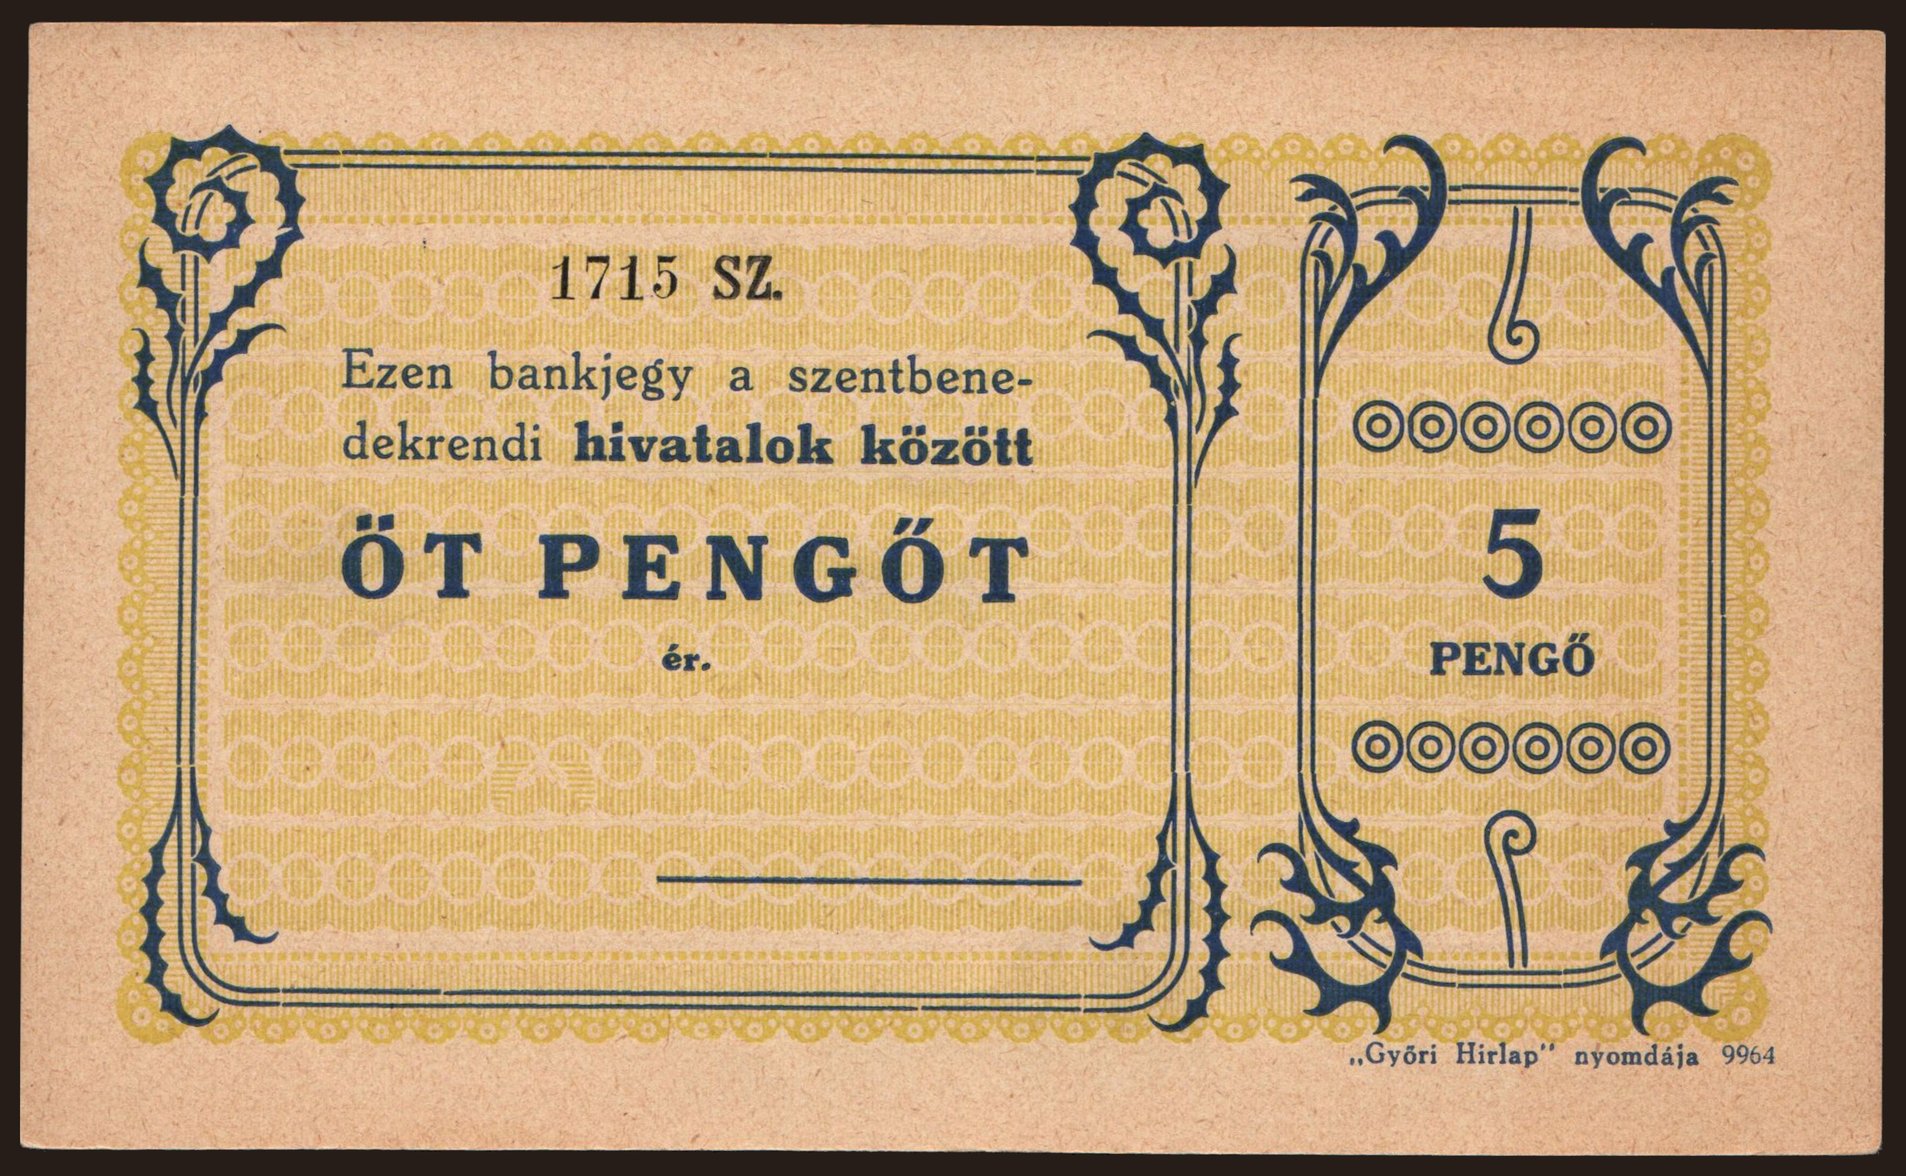 1715 SZ.
Ezen bankjegy a szentbene-
dekrendi hivatalok között
ÖT PENGŐT
ér.
5
PENGŐ
„Győri Hirlap" nyomdája 9964